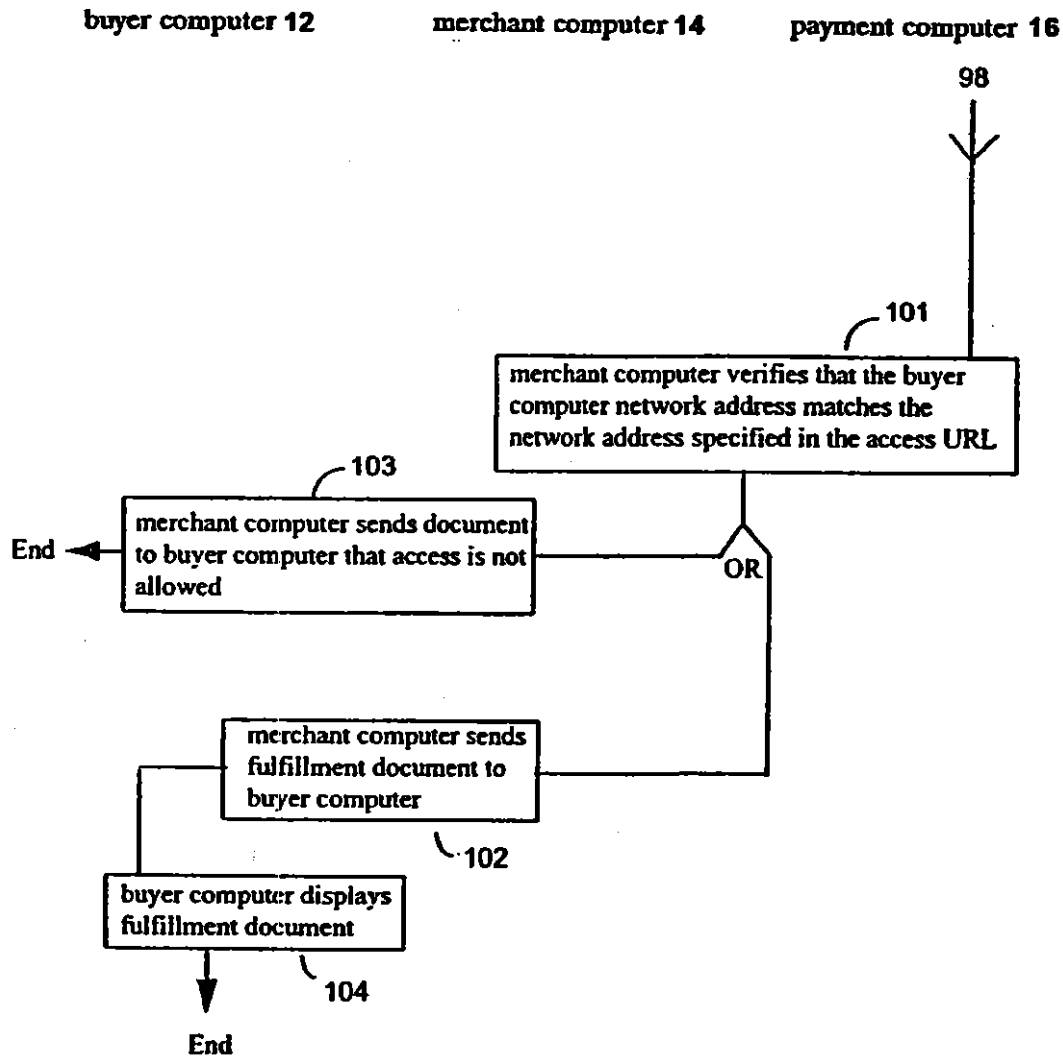 buyer computer 12 merchant computer 14 payment computer 16
98
101
merchant computer verifies that the buyer
computer network address matches the
network address specified in the access URL
103
merchant computer sends document
to buyer computer that access is not
allowed
End
OR
merchant computer sends
fulfillment document to
buyer computer
102
buyer computer displays
fulfillment document
104
End